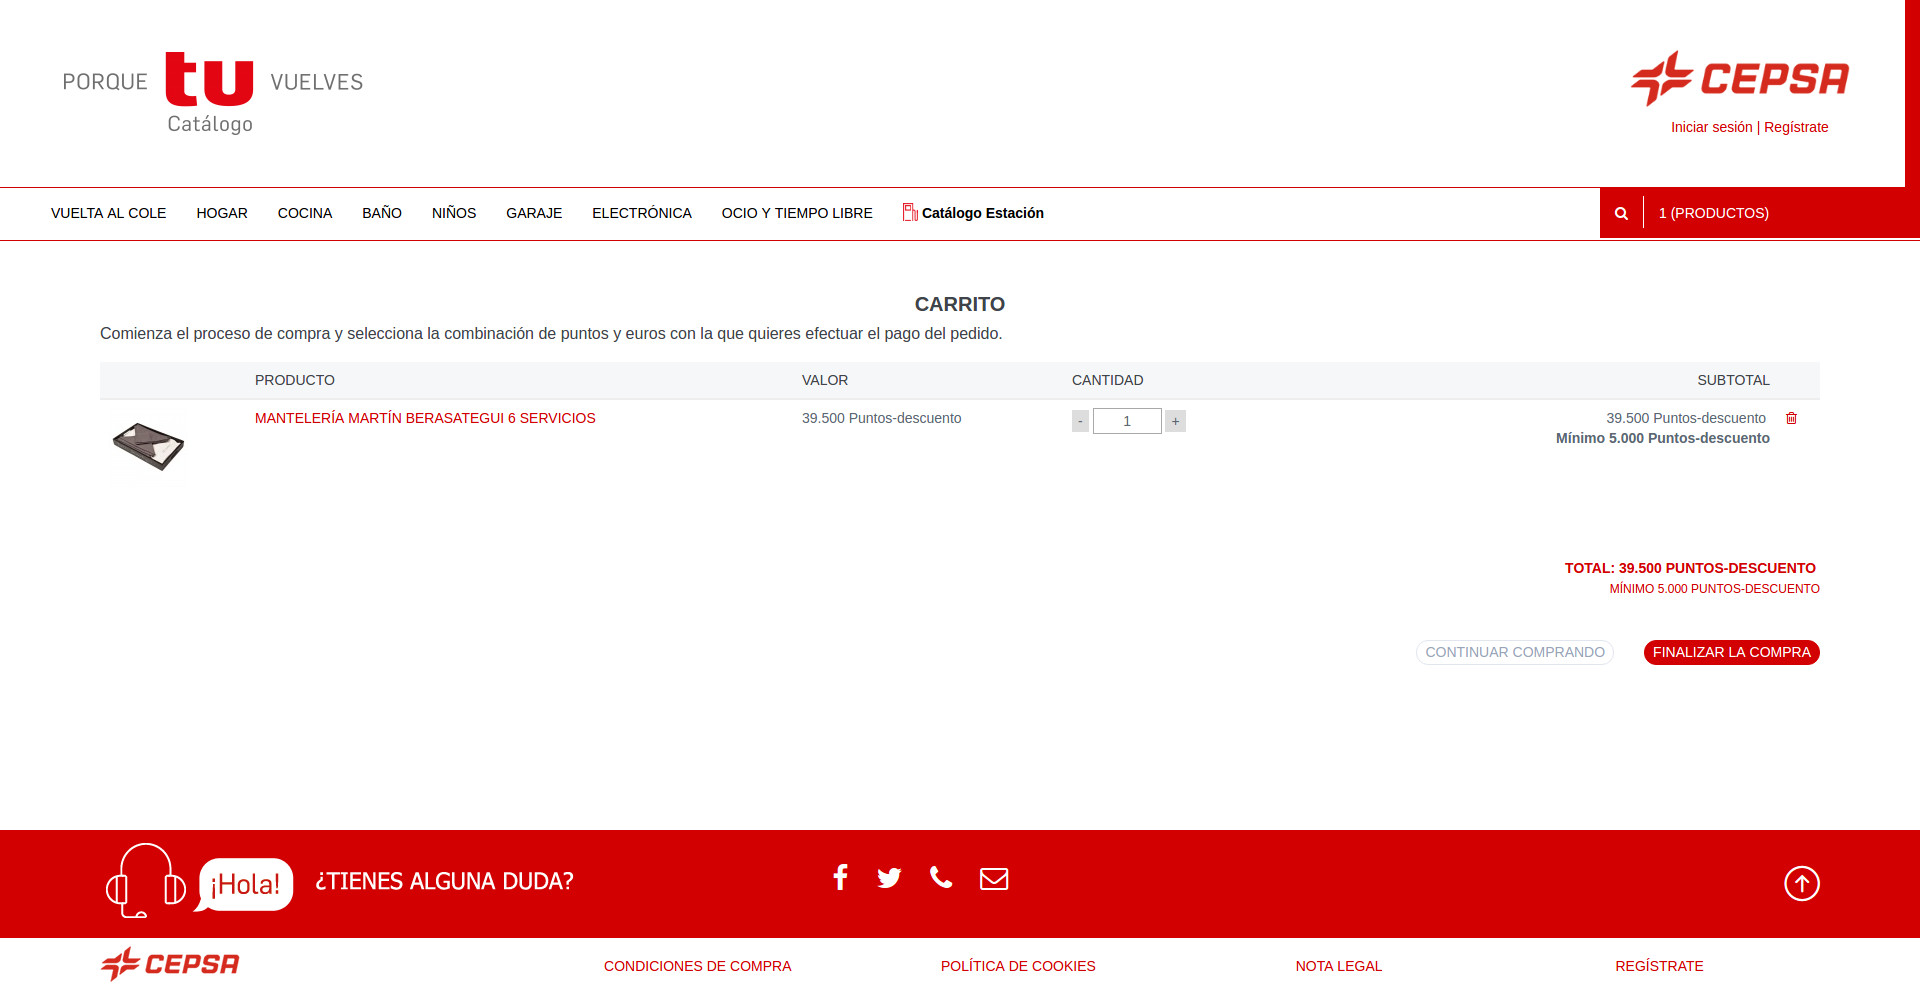 PORQUE tu VUELVES
Catálogo
CEPSA
Iniciar sesión | Regístrate
VUELTA AL COLE HOGAR COCINA BAÑO NIÑOS GARAJE ELECTRÓNICA OCIO Y TIEMPO LIBRE Catálogo Estación
1 (PRODUCTOS)
CARRITO
Comienza el proceso de compra y selecciona la combinación de puntos y euros con la que quieres efectuar el pago del pedido.
PRODUCTO VALOR CANTIDAD SUBTOTAL
MANTELERÍA MARTÍN BERASATEGUI 6 SERVICIOS 39.500 Puntos-descuento - 1 + 39.500 Puntos-descuento
Mínimo 5.000 Puntos-descuento
TOTAL: 39.500 PUNTOS-DESCUENTO
MÍNIMO 5.000 PUNTOS-DESCUENTO
CONTINUAR COMPRANDO FINALIZAR LA COMPRA
¡Hola! ¿TIENES ALGUNA DUDA?
CEPSA CONDICIONES DE COMPRA POLÍTICA DE COOKIES NOTA LEGAL REGÍSTRATE